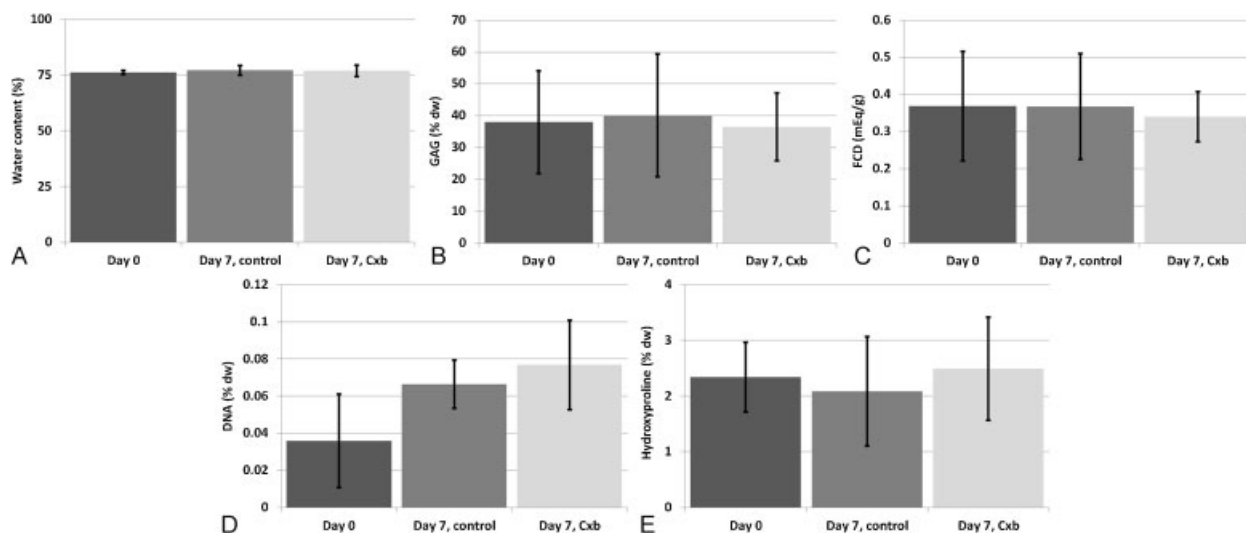 Water content (%)
100
75
50
25
0
Day 0
Day 7, control
Day 7, Cxb
A
GAG (% dw)
70
60
50
40
30
20
10
0
Day 0
Day 7, control
Day 7, Cxb
B
FCD (mEq/g)
0.6
0.5
0.4
0.3
0.2
0.1
0
Day 0
Day 7, control
Day 7, Cxb
C
DNA (% dw)
0.12
0.1
0.08
0.06
0.04
0.02
0
Day 0
Day 7, control
Day 7, Cxb
D
Hydroxyproline (% dw)
4
3
2
1
0
Day 0
Day 7, control
Day 7, Cxb
E